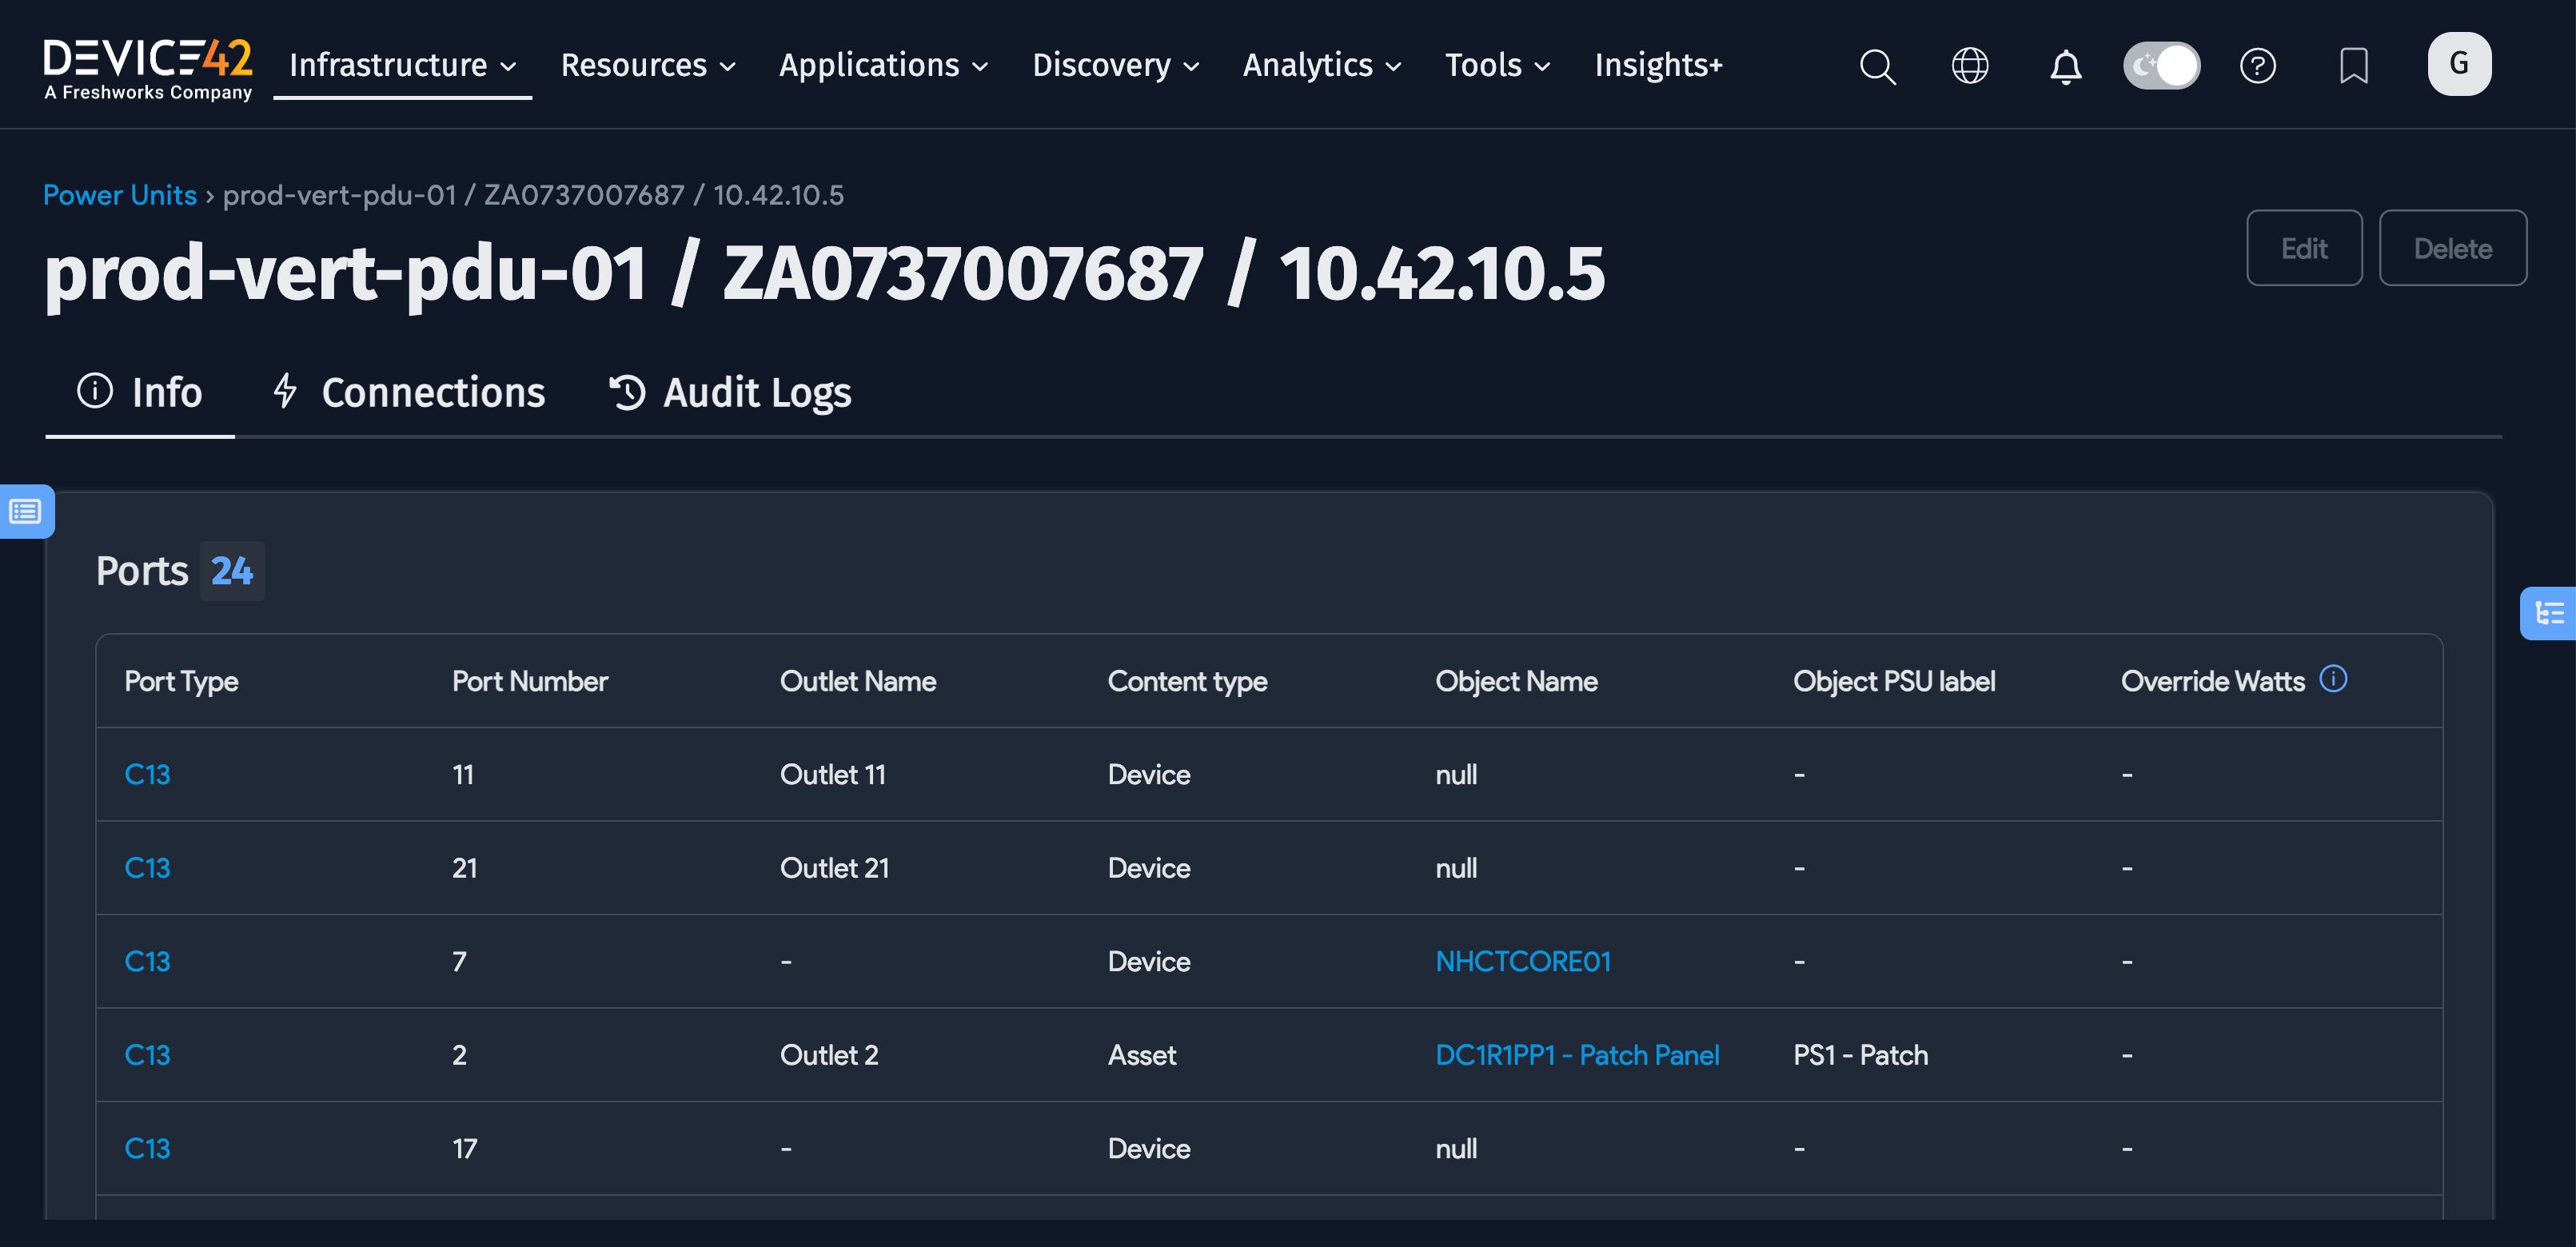 DEVICE42
A Freshworks Company
Infrastructure Resources Applications Discovery Analytics Tools Insights+
G
Power Units › prod-vert-pdu-01 / ZA0737007687 / 10.42.10.5
prod-vert-pdu-01 / ZA0737007687 / 10.42.10.5
Edit Delete
Info Connections Audit Logs
Ports 24
Port Type Port Number Outlet Name Content type Object Name Object PSU label Override Watts
C13 11 Outlet 11 Device null - -
C13 21 Outlet 21 Device null - -
C13 7 - Device NHCTCORE01 - -
C13 2 Outlet 2 Asset DC1R1PP1 - Patch Panel PS1 - Patch -
C13 17 - Device null - -